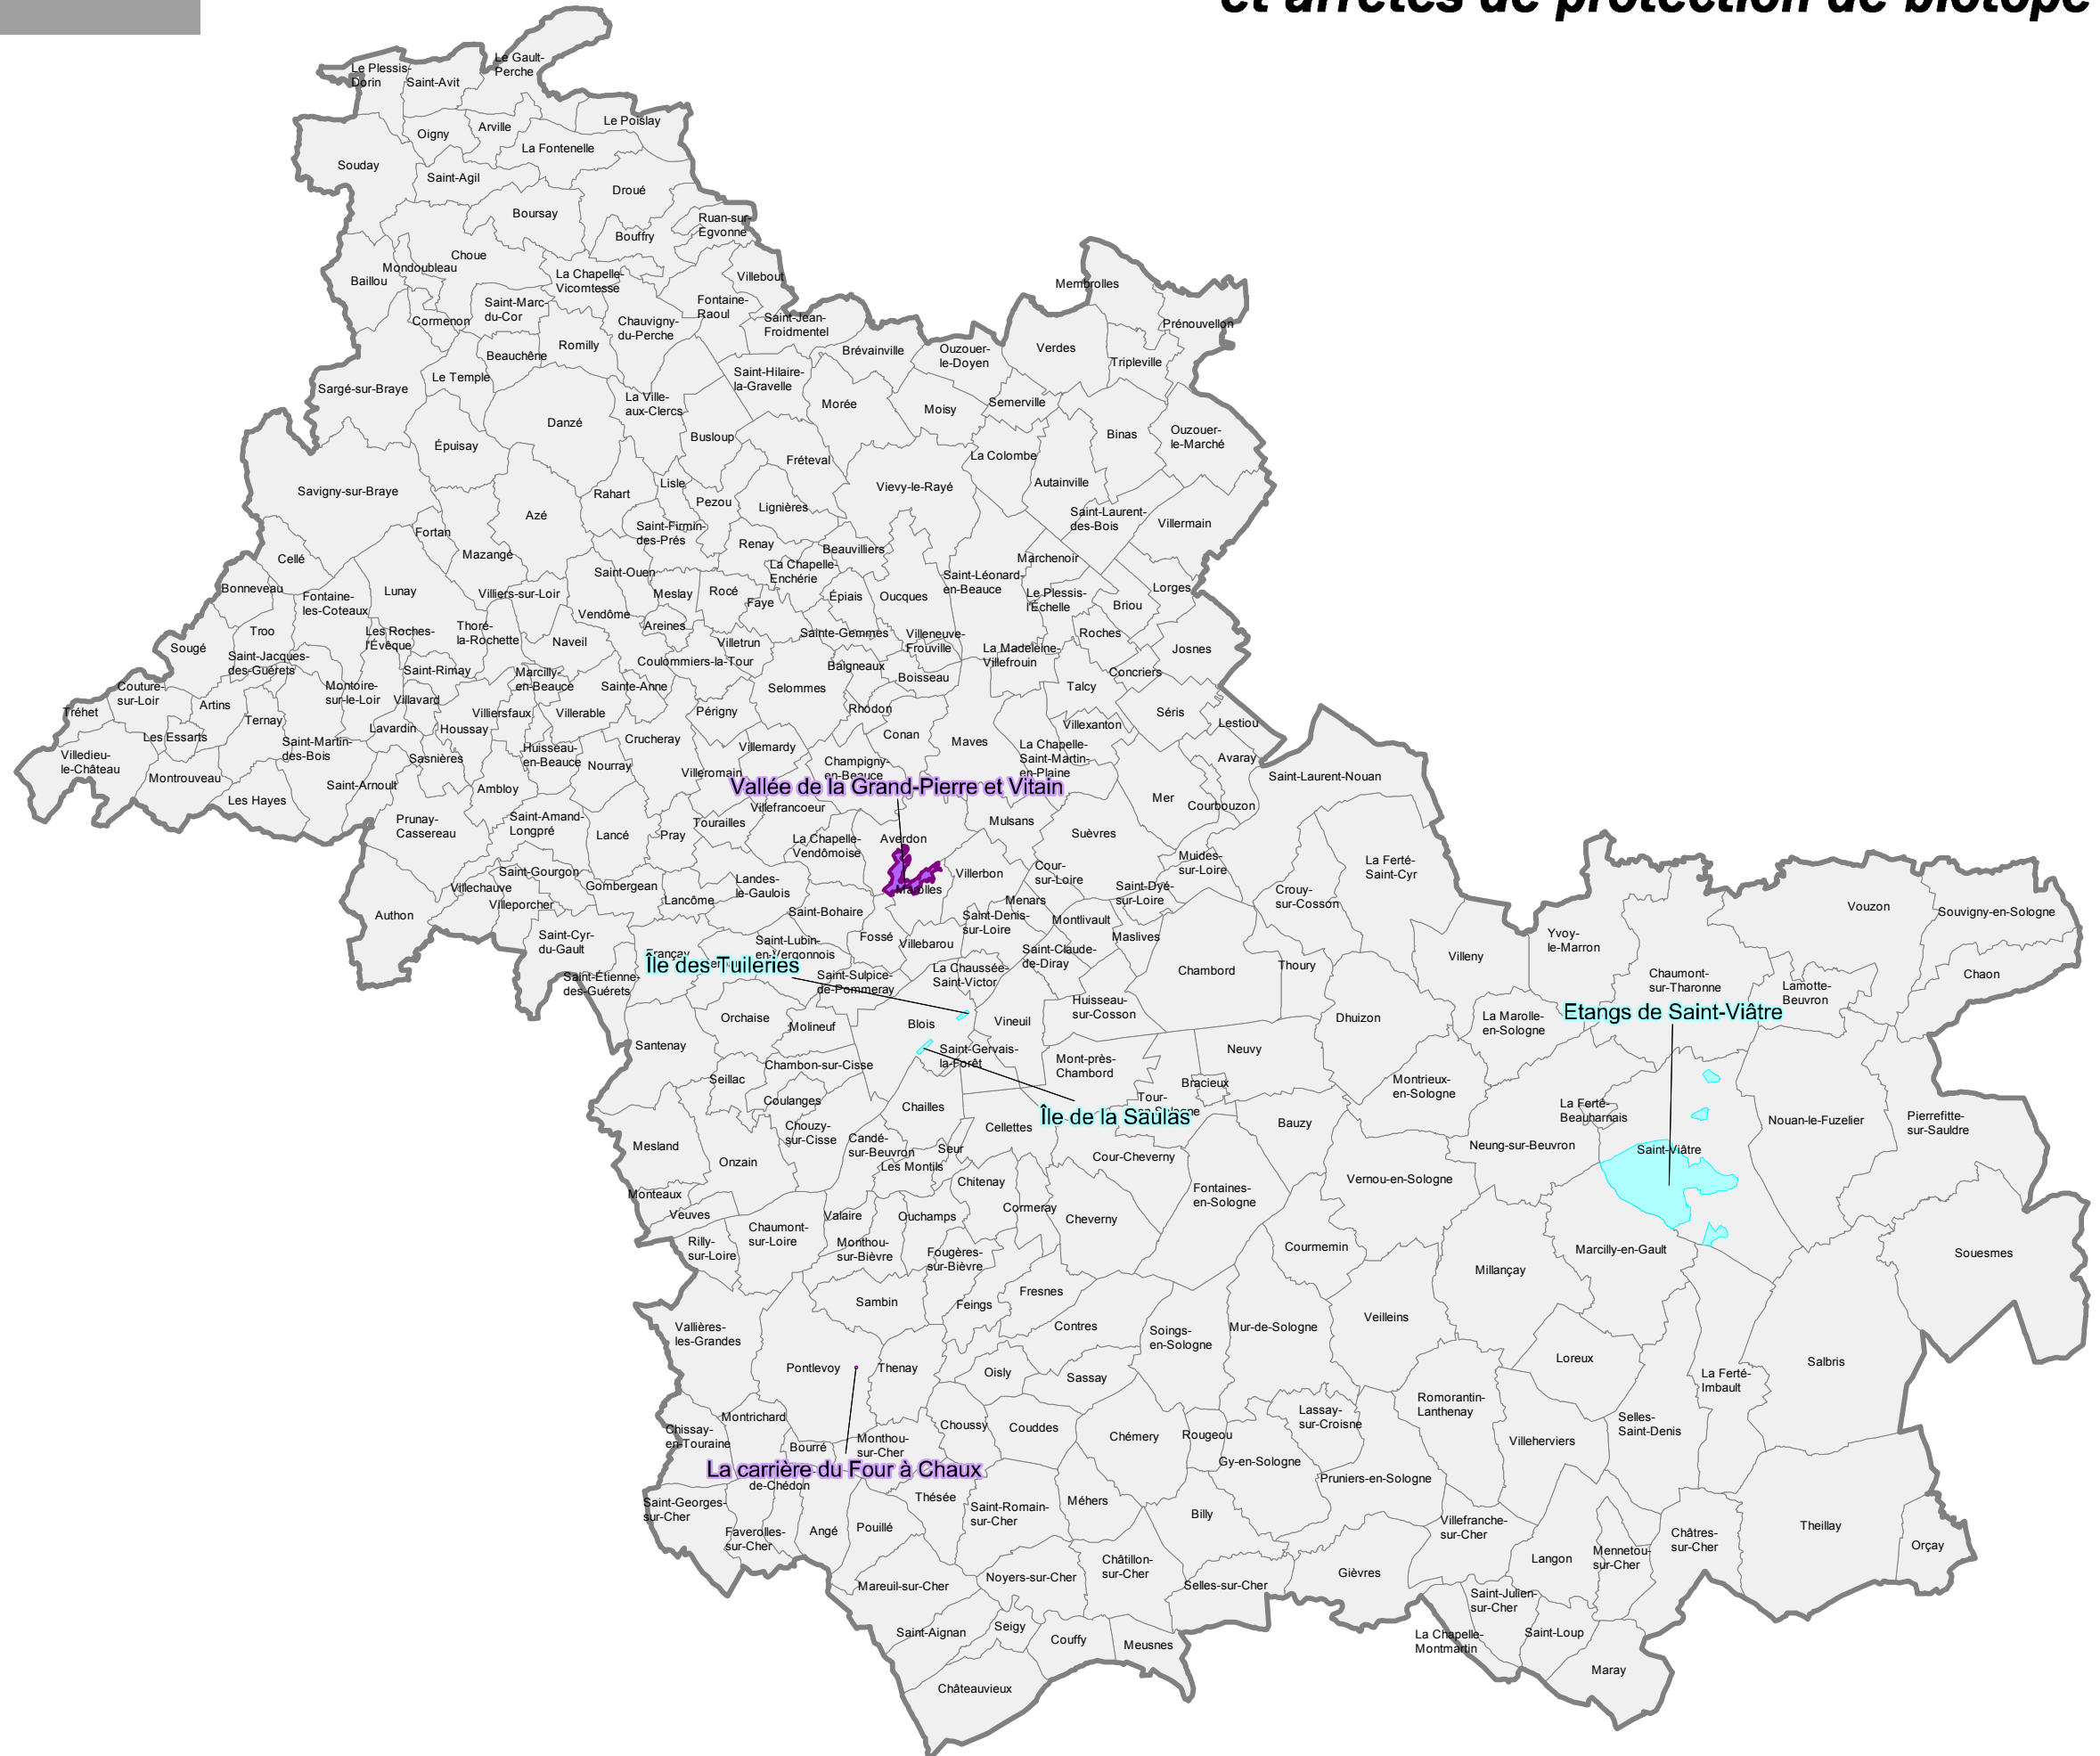 et arrêtés de protection de biotope
Le Gault-
Perche
Le Plessis-
Dorin
Saint-Avit
Le Poislay
Arville
Oigny
La Fontenelle
Souday
Saint-Agil
Droué
Boursay
Ruan-sur-
Egvonne
Bouffry
Choue
Mondoubleau
Baillou
La Chapelle-
Vicomtesse
Villebout
Membrolles
Saint-Marc-
du-Cor
Fontaine-
Raoul
Cormenon
Chauvigny-
du-Perche
Saint-Jean-
Froidmentel
Prénouvellon
Romilly
Beauchêne
Brévainville
Ouzouer-
le-Doyen
Verdes
Tripleville
Le Temple
Saint-Hilaire-
la-Gravelle
Sargé-sur-Braye
La Ville-
aux-Clercs
Morée
Moisy
Semerville
Danzé
Busloup
Binas
Ouzouer-
le-Marché
Épuisay
Fréteval
La Colombe
Savigny-sur-Braye
Rahart
Lisle
Vievy-le-Rayé
Autainville
Pezou
Lignières
Azé
Saint-Firmin-
des-Prés
Saint-Laurent-
des-Bois
Villermain
Fortan
Renay
Beauvilliers
Mazangé
Cellé
Marchenoir
La Chapelle-
Enchérie
Saint-Ouen
Saint-Léonard-
en-Beauce
Bonneveau
Fontaine-
les-Coteaux
Lunay
Villiers-sur-Loir
Meslay
Rocé
Faye
Épiais
Oucques
Le Plessis-
l'Échelle
Lorges
Briou
Vendôme
Troo
Les Roches-
l'Évêque
Thoré-
la-Rochette
Naveil
Areines
Villetrun
Sainte-Gemmes
Villeneuve-
Frouville
Roches
Sougé
Saint-Jacques-
des-Guérets
Coulommiers-la-Tour
La Madeleine-
Villefrouin
Josnes
Saint-Rimay
Marcilly-
en-Beauce
Baigneaux
Boisseau
Concriers
Couture-
sur-Loir
Montoire-
sur-le-Loir
Villavard
Sainte-Anne
Selommes
Talcy
Tréhet
Artins
Ternay
Villiersfaux
Villerable
Périgny
Rhodon
Séris
Lestiou
Les Essarts
Lavardin
Houssay
Villexanton
Saint-Martin-
des-Bois
Huisseau-
en-Beauce
Crucheray
Villemardy
Conan
Maves
La Chapelle-
Saint-Martin-
en-Plaine
Villedieu-
le-Château
Sasnières
Nourray
Villeromain
Champigny-
en-Beauce
Avaray
Montrouveau
Saint-Arnoult
Ambloy
Vallée de la Grand-Pierre et Vitain
Saint-Laurent-Nouan
Les Hayes
Villefrancoeur
Mer
Courbouzon
Prunay-
Cassereau
Saint-Amand-
Longpré
Lancé
Pray
Tourailles
Mulsans
Suèvres
La Chapelle-
Vendômoise
Averdon
Muides-
sur-Loire
La Ferté-
Saint-Cyr
Saint-Gourgon
Villechauve
Gombergean
Landes-
le-Gaulois
Marolles
Villerbon
Cour-
sur-Loire
Saint-Dyé-
sur-Loire
Crouy-
sur-Cosson
Villeporcher
Lancôme
Menars
Authon
Saint-Bohaire
Saint-Denis-
sur-Loire
Montlivault
Vouzon
Souvigny-en-Sologne
Saint-Cyr-
du-Gault
Saint-Lubin-
en-Vergonnois
Fossé
Villebarou
Maslives
Yvoy-
le-Marron
Françay
Saint-Claude-
de-Diray
Villeny
Île des Tuileries
Chambord
Thoury
Saint-Étienne-
des-Guérets
Saint-Sulpice-
de-Pommeray
La Chaussée-
Saint-Victor
Chaumont-
sur-Tharonne
Lamotte-
Beuvron
Chaon
Huisseau-
sur-Cosson
Etangs de Saint-Viâtre
Orchaise
Molineuf
Blois
Vineuil
Dhuizon
La Marolle-
en-Sologne
Santenay
Saint-Gervais-
la-Forêt
Neuvy
Chambon-sur-Cisse
Mont-près-
Chambord
Seillac
Bracieux
Montrieux-
en-Sologne
Coulanges
Chailles
Tour-
Île de la Saulas
La Ferté-
Beauharnais
Nouan-le-Fuzelier
Pierrefitte-
sur-Sauldre
Chouzy-
sur-Cisse
Cellettes
Bauzy
Mesland
Candé-
sur-Beuvron
Seur
Neung-sur-Beuvron
Saint-Viâtre
Onzain
Les Montils
Cour-Cheverny
Chitenay
Vernou-en-Sologne
Monteaux
Fontaines-
en-Sologne
Veuves
Valaire
Ouchamps
Cormeray
Cheverny
Chaumont-
sur-Loire
Rilly-
sur-Loire
Monthou-
sur-Bièvre
Fougères-
sur-Bièvre
Courmemin
Marcilly-en-Gault
Souesmes
Millançay
Fresnes
Sambin
Feings
Vallières-
les-Grandes
Contres
Soings-
en-Sologne
Mur-de-Sologne
Veilleins
Pontlevoy
Thenay
Oisly
Sassay
Loreux
Salbris
La Ferté-
Imbault
Romorantin-
Lanthenay
Montrichard
Choussy
Couddes
Lassay-
sur-Croisne
Selles-
Saint-Denis
Chissay-
en-Touraine
Bourré
Monthou-
sur-Cher
Chémery
Rougeou
Villeherviers
La carrière du Four à Chaux
Gy-en-Sologne
Pruniers-en-Sologne
de-Chédon
Saint-Georges-
sur-Cher
Thésée
Saint-Romain-
sur-Cher
Méhers
Billy
Faverolles-
sur-Cher
Angé
Pouillé
Villefranche-
sur-Cher
Châtres-
sur-Cher
Theillay
Orçay
Langon
Mennetou-
sur-Cher
Châtillon-
sur-Cher
Mareuil-sur-Cher
Noyers-sur-Cher
Selles-sur-Cher
Gièvres
Saint-Julien-
sur-Cher
Saint-Aignan
Seigy
Couffy
Meusnes
La Chapelle-
Montmartin
Saint-Loup
Maray
Châteauvieux